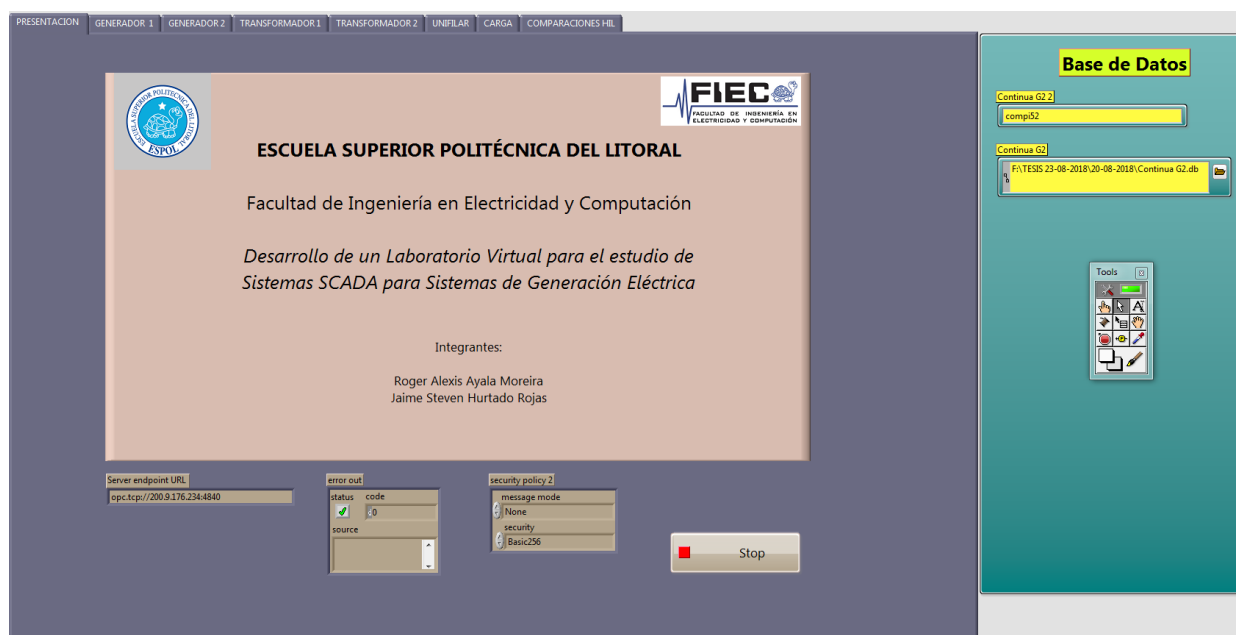 PRESENTACION GENERADOR 1 GENERADOR 2 TRANSFORMADOR 1 TRANSFORMADOR 2 UNIFILAR CARGA COMPARACIONES HIL
ESCUELA SUPERIOR POLITECNICA DEL LITORAL
ESPOL
FIEC
FACULTAD DE INGENIERÍA EN
ELECTRICIDAD Y COMPUTACIÓN
ESCUELA SUPERIOR POLITÉCNICA DEL LITORAL
Facultad de Ingeniería en Electricidad y Computación
Desarrollo de un Laboratorio Virtual para el estudio de
Sistemas SCADA para Sistemas de Generación Eléctrica
Integrantes:
Roger Alexis Ayala Moreira
Jaime Steven Hurtado Rojas
Server endpoint URL
opc.tcp://200.9.176.234:4840
error out
status code
0
source
security policy 2
message mode
None
security
Basic256
Stop
Base de Datos
Continua G2 2
compi52
Continua G2
F:\TESIS 23-08-2018\20-08-2018\Continua G2.db
Tools
A